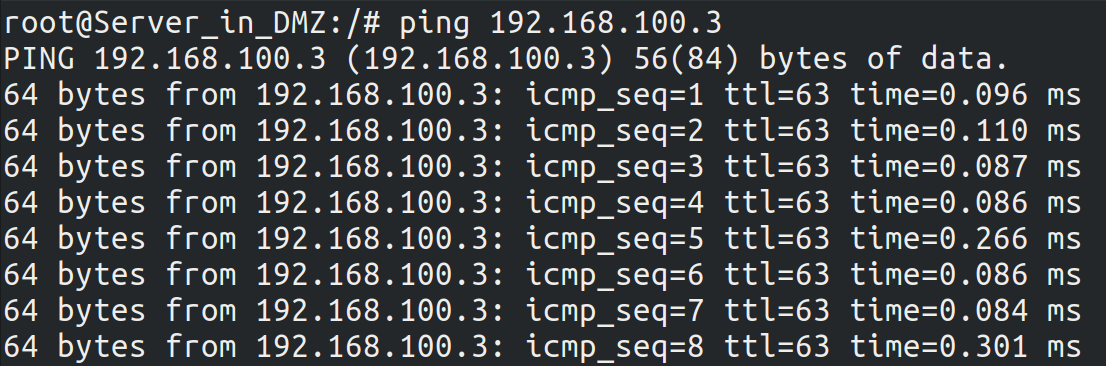 root@Server_in_DMZ:/# ping 192.168.100.3
PING 192.168.100.3 (192.168.100.3) 56(84) bytes of data.
64 bytes from 192.168.100.3: icmp_seq=1 ttl=63 time=0.096 ms
64 bytes from 192.168.100.3: icmp_seq=2 ttl=63 time=0.110 ms
64 bytes from 192.168.100.3: icmp_seq=3 ttl=63 time=0.087 ms
64 bytes from 192.168.100.3: icmp_seq=4 ttl=63 time=0.086 ms
64 bytes from 192.168.100.3: icmp_seq=5 ttl=63 time=0.266 ms
64 bytes from 192.168.100.3: icmp_seq=6 ttl=63 time=0.086 ms
64 bytes from 192.168.100.3: icmp_seq=7 ttl=63 time=0.084 ms
64 bytes from 192.168.100.3: icmp_seq=8 ttl=63 time=0.301 ms